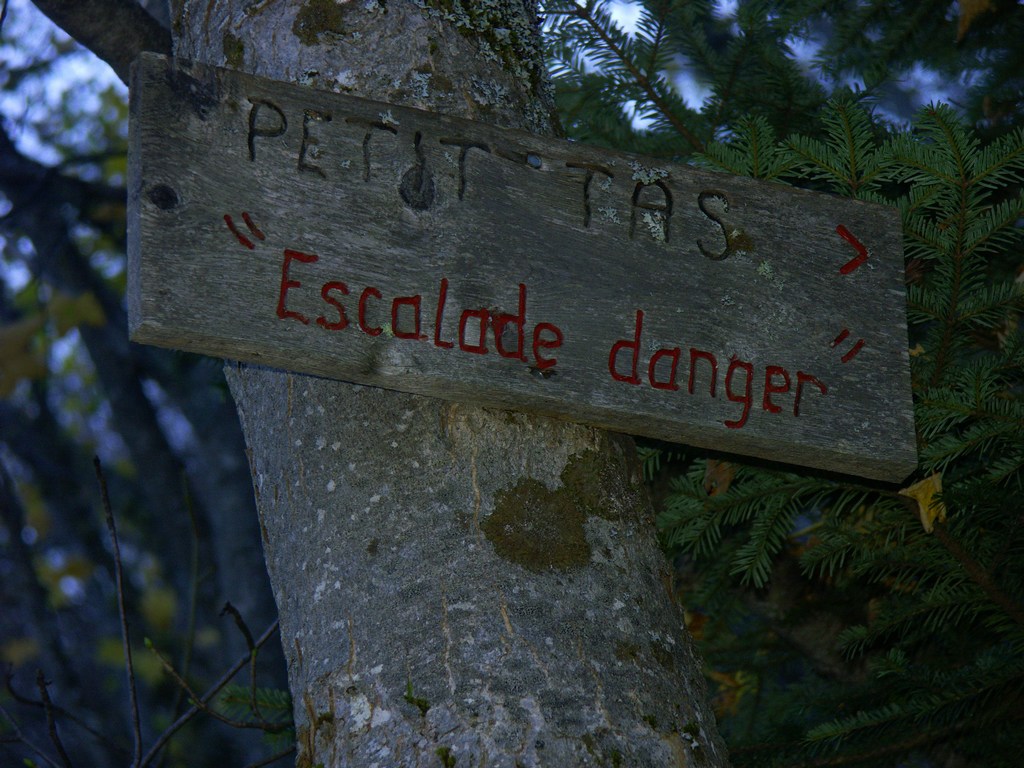 PETIT TAS >
"Escalade danger"